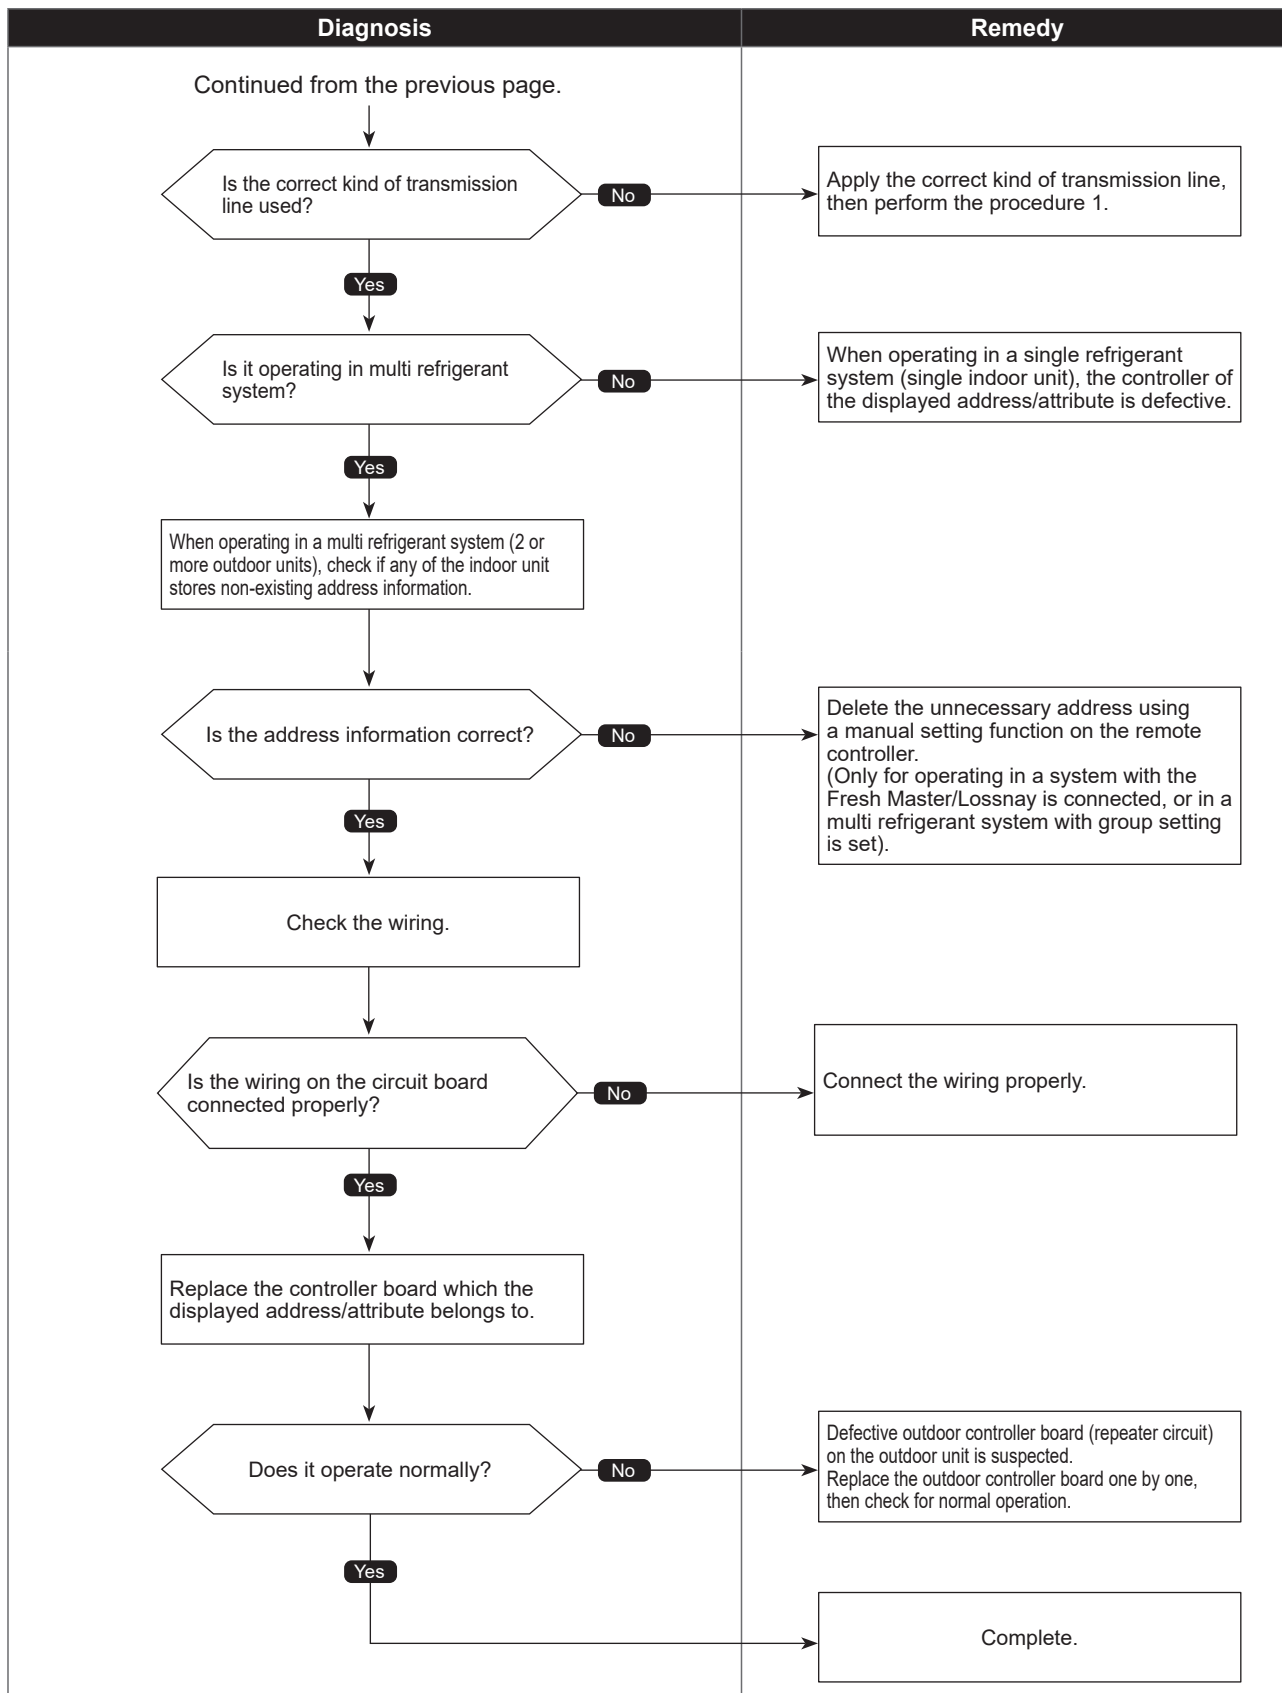 Diagnosis
Remedy
Continued from the previous page.
Is the correct kind of transmission
line used?
No
Apply the correct kind of transmission line,
then perform the procedure 1.
Yes
Is it operating in multi refrigerant
system?
No
When operating in a single refrigerant
system (single indoor unit), the controller of
the displayed address/attribute is defective.
Yes
When operating in a multi refrigerant system (2 or
more outdoor units), check if any of the indoor unit
stores non-existing address information.
Is the address information correct?
No
Delete the unnecessary address using
a manual setting function on the remote
controller.
(Only for operating in a system with the
Fresh Master/Lossnay is connected, or in a
multi refrigerant system with group setting
is set).
Yes
Check the wiring.
Is the wiring on the circuit board
connected properly?
No
Connect the wiring properly.
Yes
Replace the controller board which the
displayed address/attribute belongs to.
Does it operate normally?
No
Defective outdoor controller board (repeater circuit)
on the outdoor unit is suspected.
Replace the outdoor controller board one by one,
then check for normal operation.
Yes
Complete.